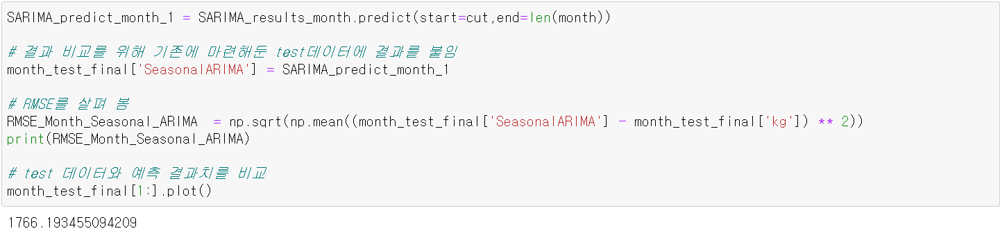 SARIMA_predict_month_1 = SARIMA_results_month.predict(start=cut,end=len(month))
# 결과 비교를 위해 기존에 마련해둔 test데이터에 결과를 붙임
month_test_final['SeasonalARIMA'] = SARIMA_predict_month_1
# RMSE를 살펴 봄
RMSE_Month_Seasonal_ARIMA  = np.sqrt(np.mean((month_test_final['SeasonalARIMA'] - month_test_final['kg']) ** 2))
print(RMSE_Month_Seasonal_ARIMA)
# test 데이터와 예측 결과치를 비교
month_test_final[1:].plot()
1766.193455094209